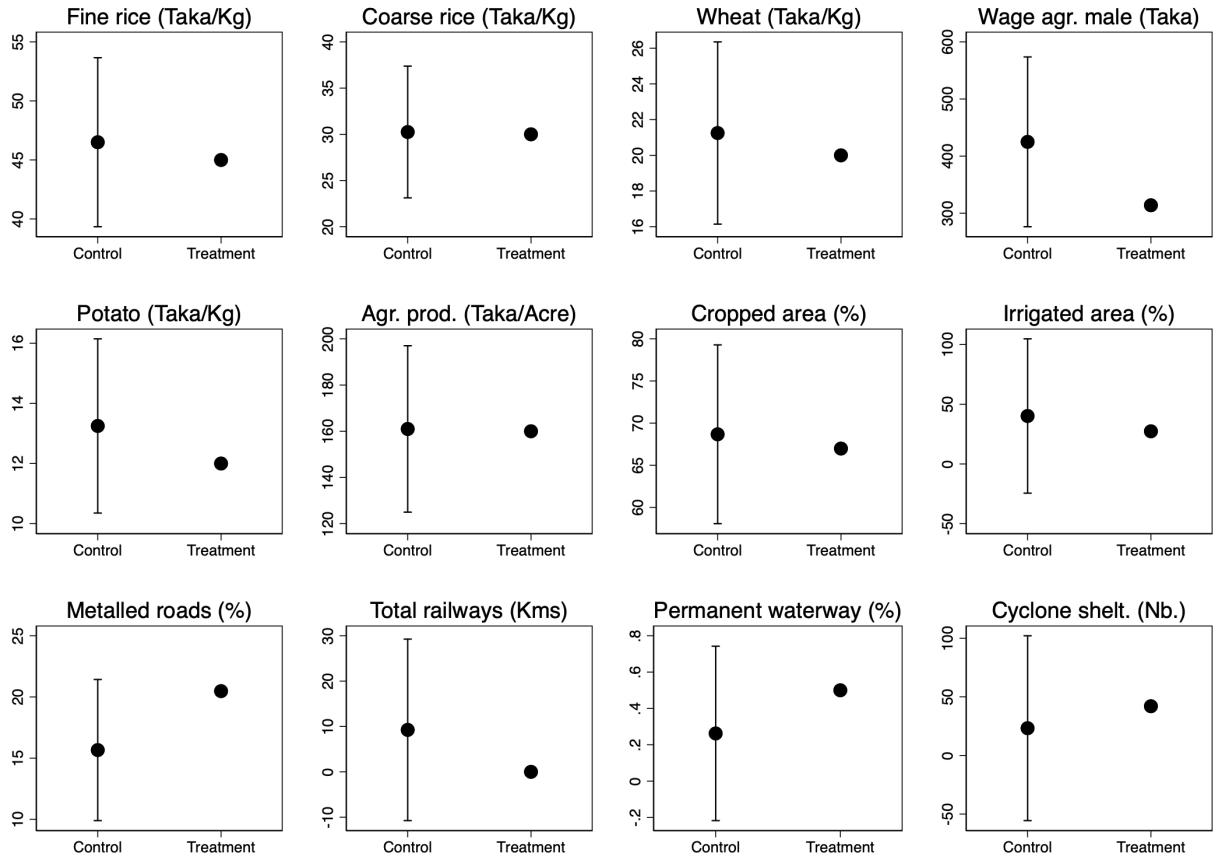 Fine rice (Taka/Kg)
55
50
45
40
Control Treatment
Coarse rice (Taka/Kg)
40
35
30
25
20
Control Treatment
Wheat (Taka/Kg)
26
24
22
20
18
16
Control Treatment
Wage agr. male (Taka)
600
500
400
300
Control Treatment
Potato (Taka/Kg)
16
14
12
10
Control Treatment
Agr. prod. (Taka/Acre)
200
180
160
140
120
Control Treatment
Cropped area (%)
80
75
70
65
60
Control Treatment
Irrigated area (%)
100
50
0
-50
Control Treatment
Metalled roads (%)
25
20
15
10
Control Treatment
Total railways (Kms)
30
20
10
0
-10
Control Treatment
Permanent waterway (%)
.8
.6
.4
.2
0
-.2
Control Treatment
Cyclone shelt. (Nb.)
100
50
0
-50
Control Treatment